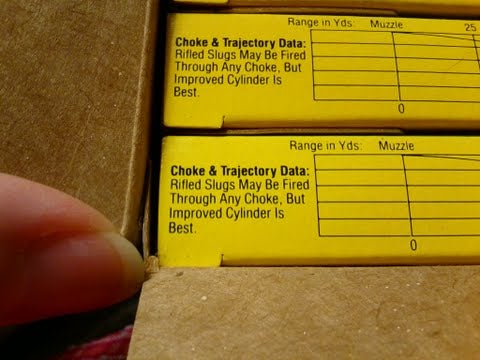 Range in Yds: Muzzle 25
Choke & Trajectory Data:
Rifled Slugs May Be Fired
Through Any Choke, But
Improved Cylinder Is
Best.
0
Range in Yds: Muzzle
Choke & Trajectory Data:
Rifled Slugs May Be Fired
Through Any Choke, But
Improved Cylinder Is
Best.
0